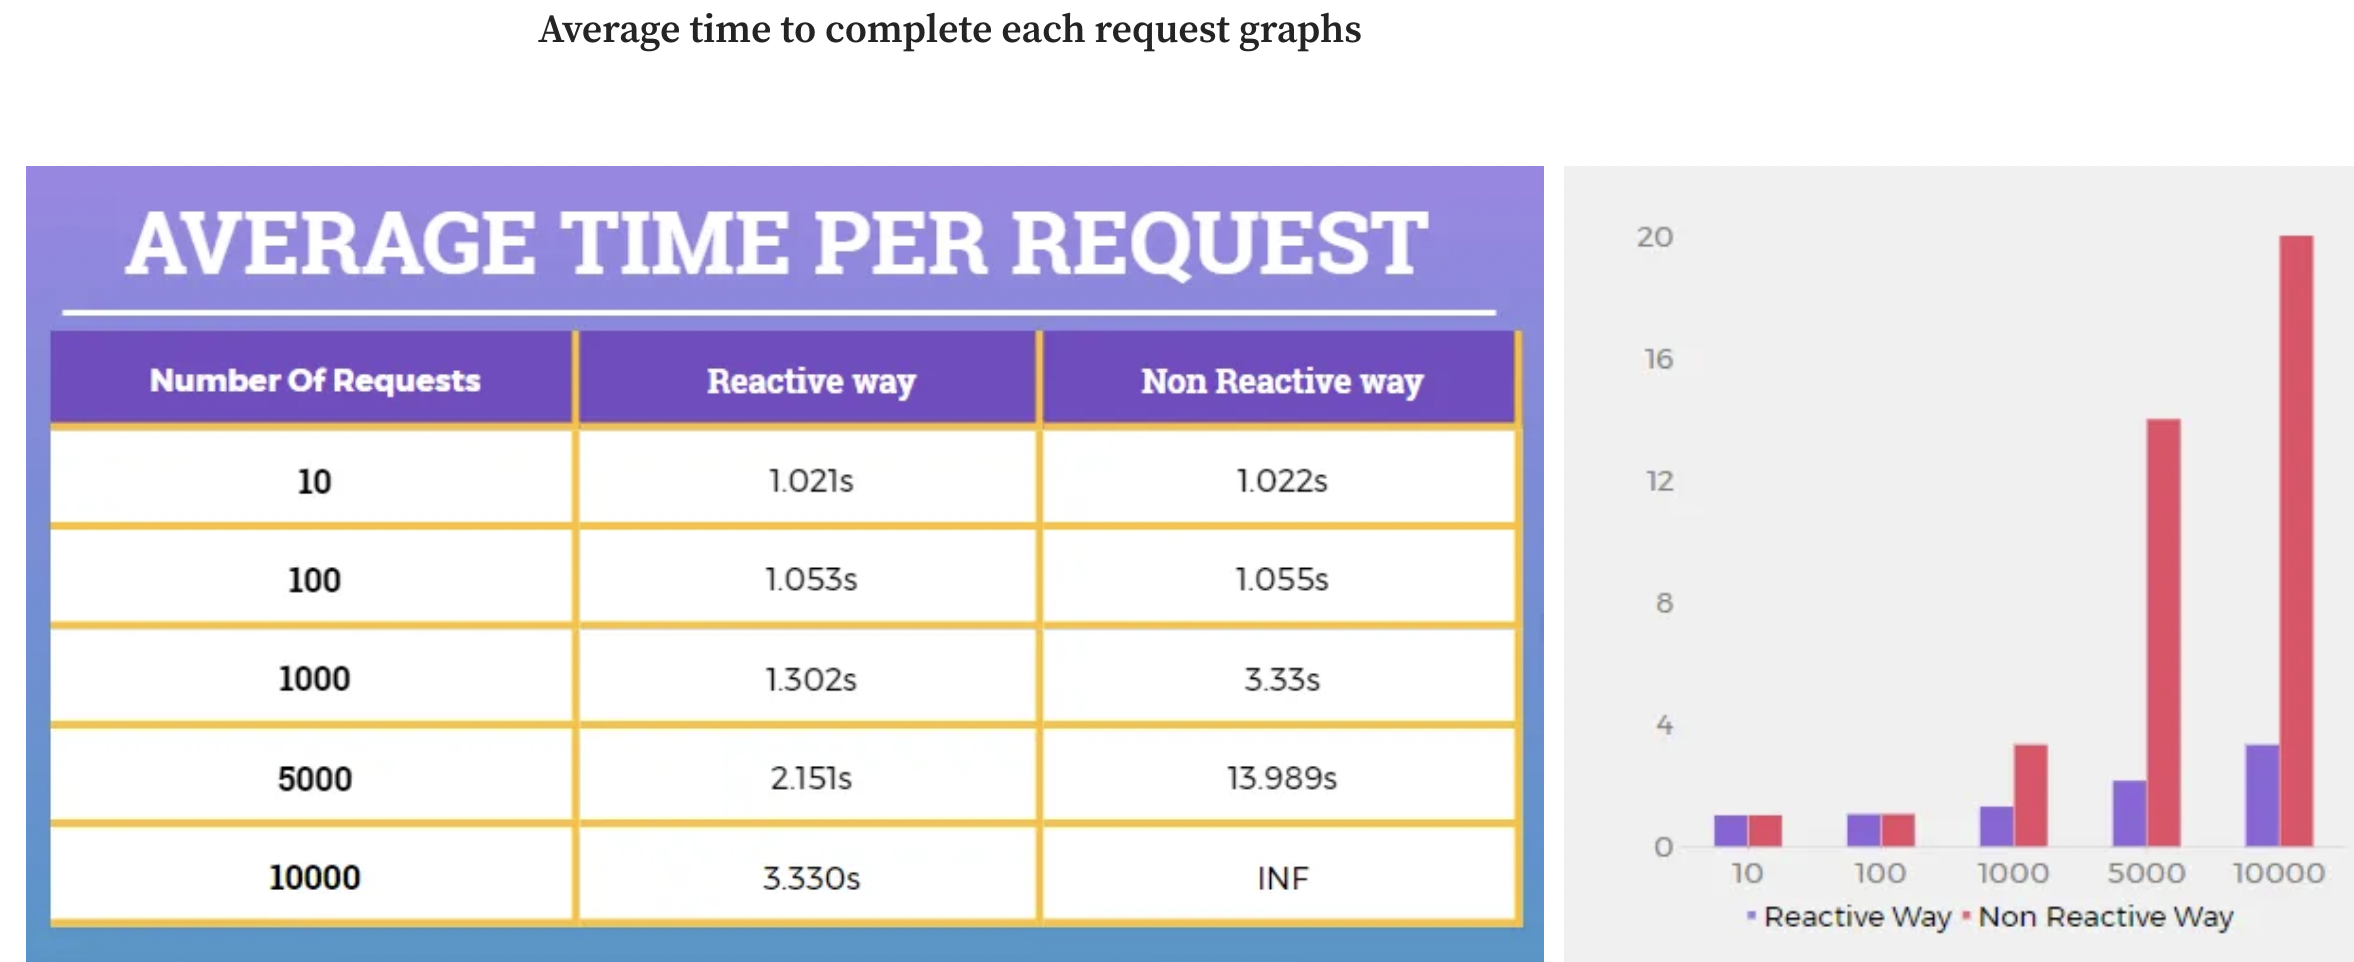 Average time to complete each request graphs
AVERAGE TIME PER REQUEST
Number Of Requests Reactive way Non Reactive way
10 1.021s 1.022s
100 1.053s 1.055s
1000 1.302s 3.33s
5000 2.151s 13.989s
10000 3.330s INF
20
16
12
8
4
0
10 100 1000 5000 10000
Reactive Way Non Reactive Way